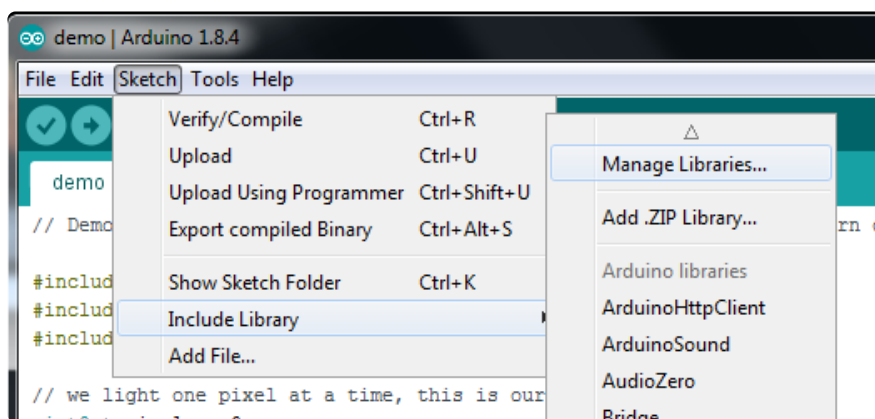 demo | Arduino 1.8.4
File Edit Sketch Tools Help
demo
Verify/Compile Ctrl+R
Upload Ctrl+U
Upload Using Programmer Ctrl+Shift+U
Export compiled Binary Ctrl+Alt+S
Show Sketch Folder Ctrl+K
Include Library
Add File...
Manage Libraries...
Add .ZIP Library...
Arduino libraries
ArduinoHttpClient
ArduinoSound
AudioZero
Bridge
// Demo
rn
#includ
#includ
#includ
// we light one pixel at a time, this is our